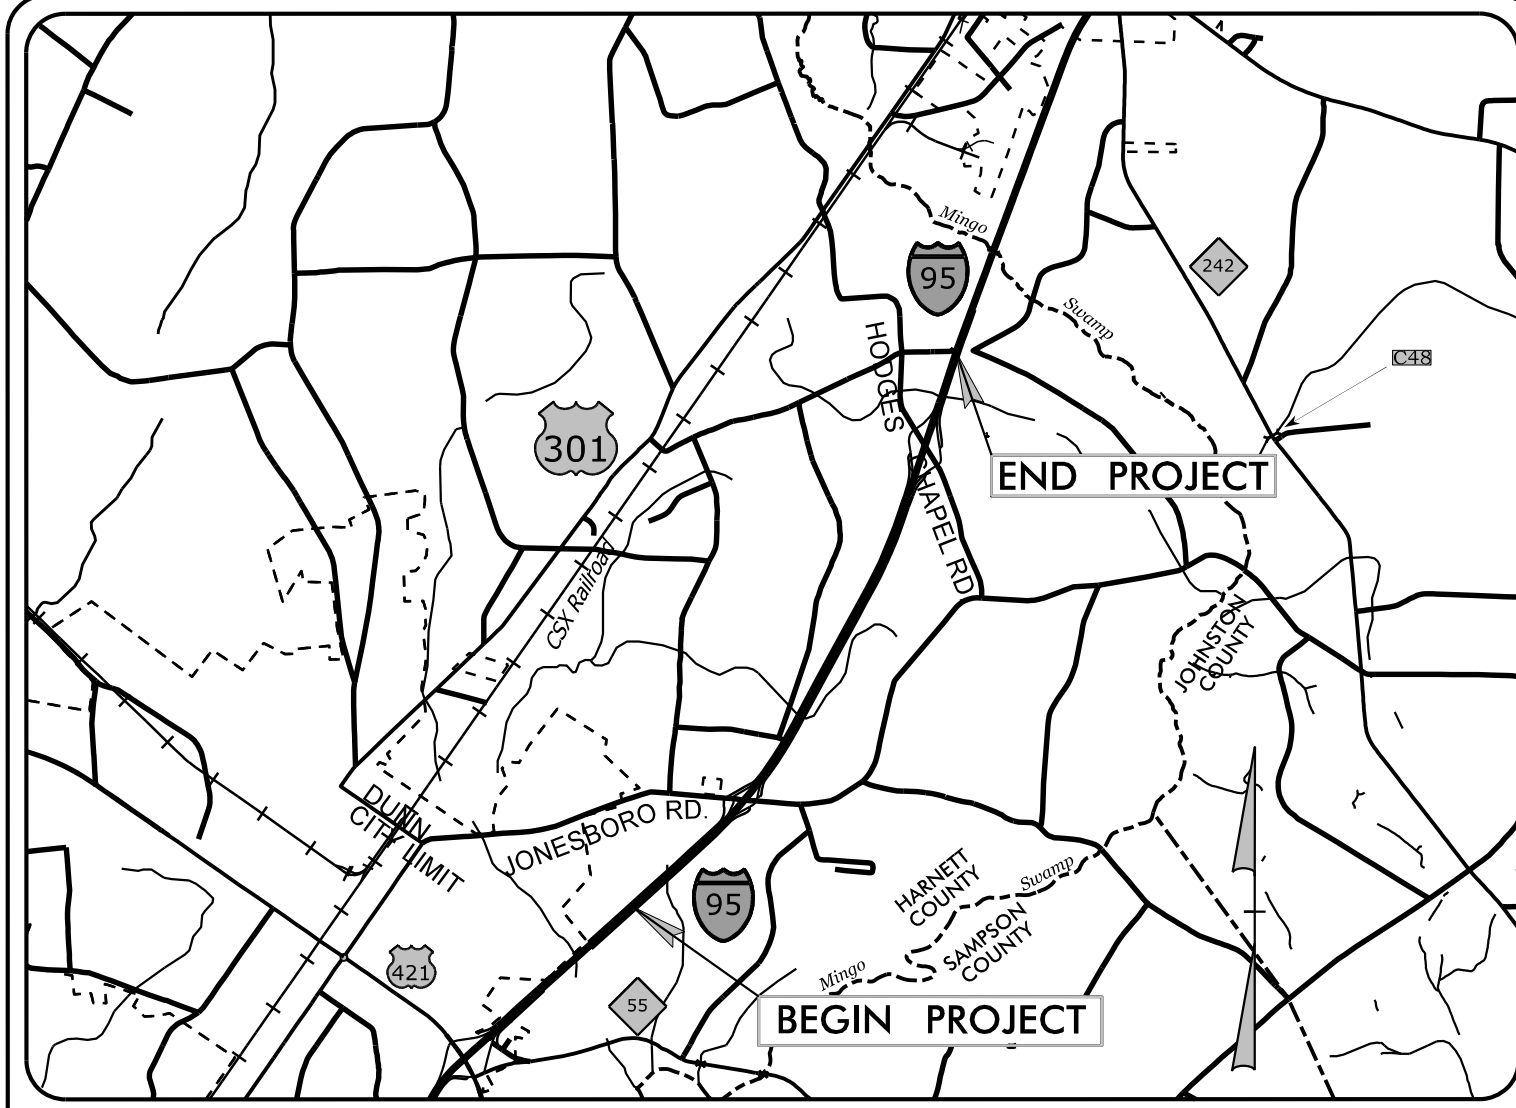 Mingo
95
242
Swamp
HODGES
CHAPEL RD
C48
301
END PROJECT
CSX Railroad
JOHNSTON
COUNTY
DUNN
CITY LIMIT
JONESBORO RD.
95
HARNETT
COUNTY
Swamp
SAMPSON
COUNTY
421
Mingo
55
BEGIN PROJECT